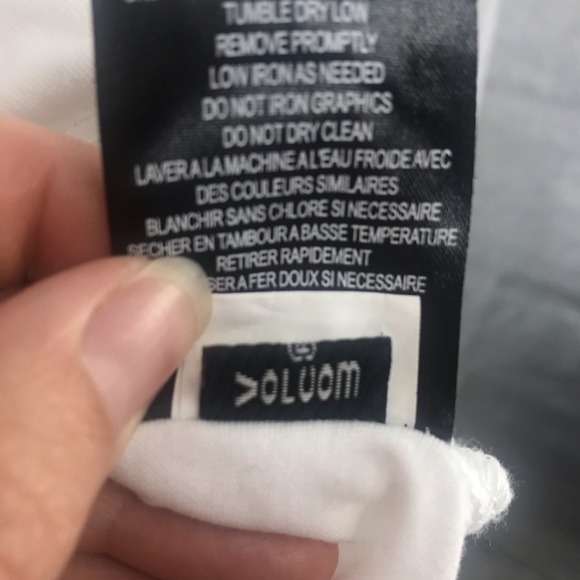 TUMBLE DRY LOW
REMOVE PROMPTLY
LOW IRON AS NEEDED
DO NOT IRON GRAPHICS
DO NOT DRY CLEAN
LAVER A LA MACHINE A L'EAU FROIDE AVEC
DES COULEURS SIMILAIRES
BLANCHIR SANS CHLORE SI NECESSAIRE
SECHER EN TAMBOUR A BASSE TEMPERATURE
RETIRER RAPIDEMENT
A FER DOUX SI NECESSAIRE
VOLCOM